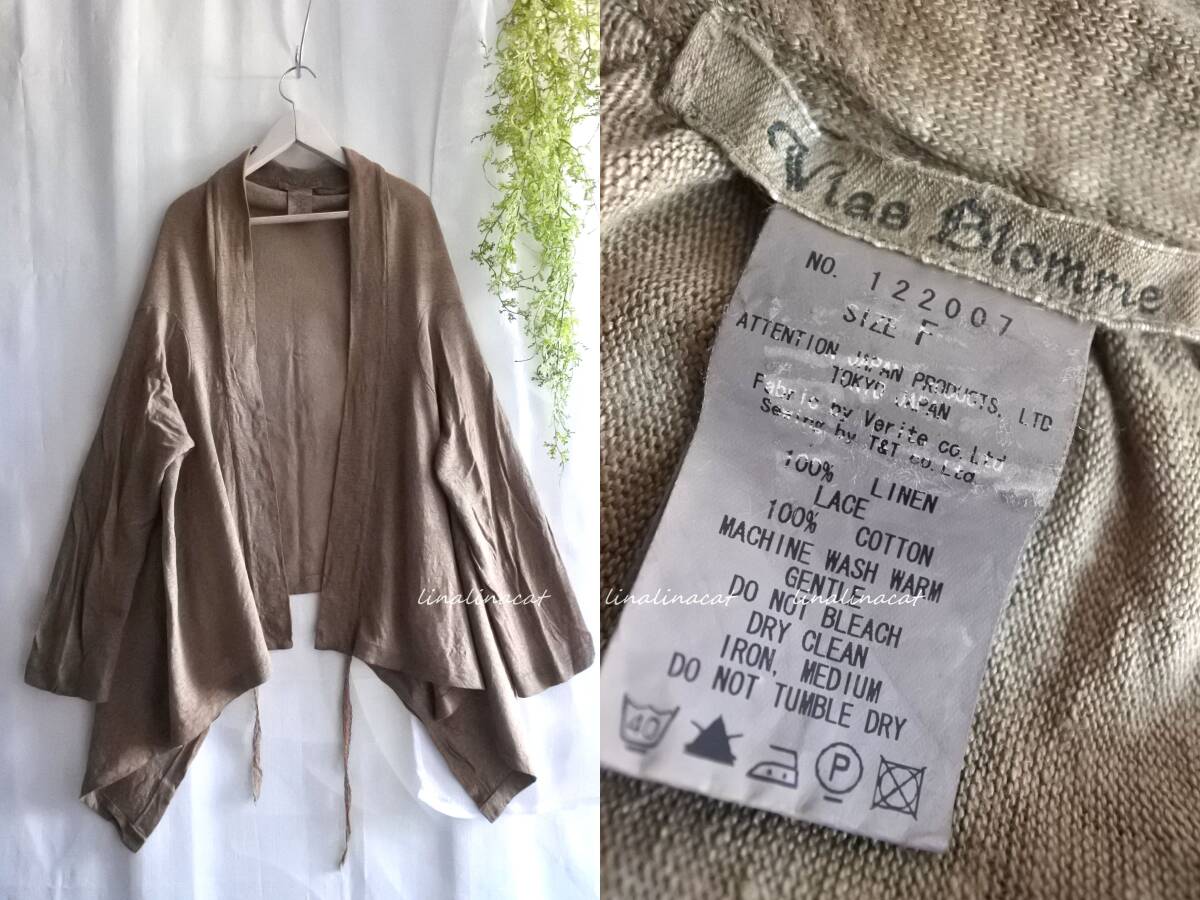 linalinacat
Vlas Blomme
NO. 122007
SIZE F
ATTENTION JAPAN PRODUCTS. LTD
TOKYO JAPAN
Fabric by Verite co.Ltd
Sewing by T&T co.Ltd
100% LINEN
LACE
100% COTTON
MACHINE WASH WARM
GENTLE
linalinacat
linalinacat
DO NOT BLEACH
DRY CLEAN
IRON, MEDIUM
DO NOT TUMBLE DRY
40
P